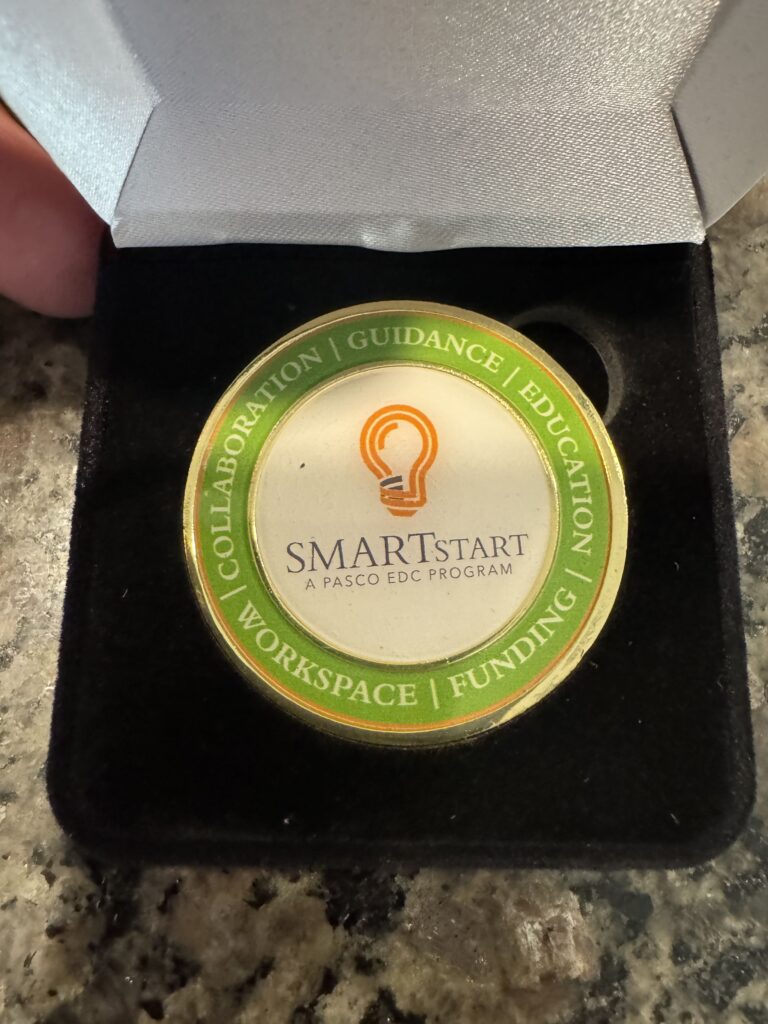 COLLABORATION | GUIDANCE | EDUCATION | FUNDING | WORKSPACE |
SMARTSTART
A PASCO EDC PROGRAM